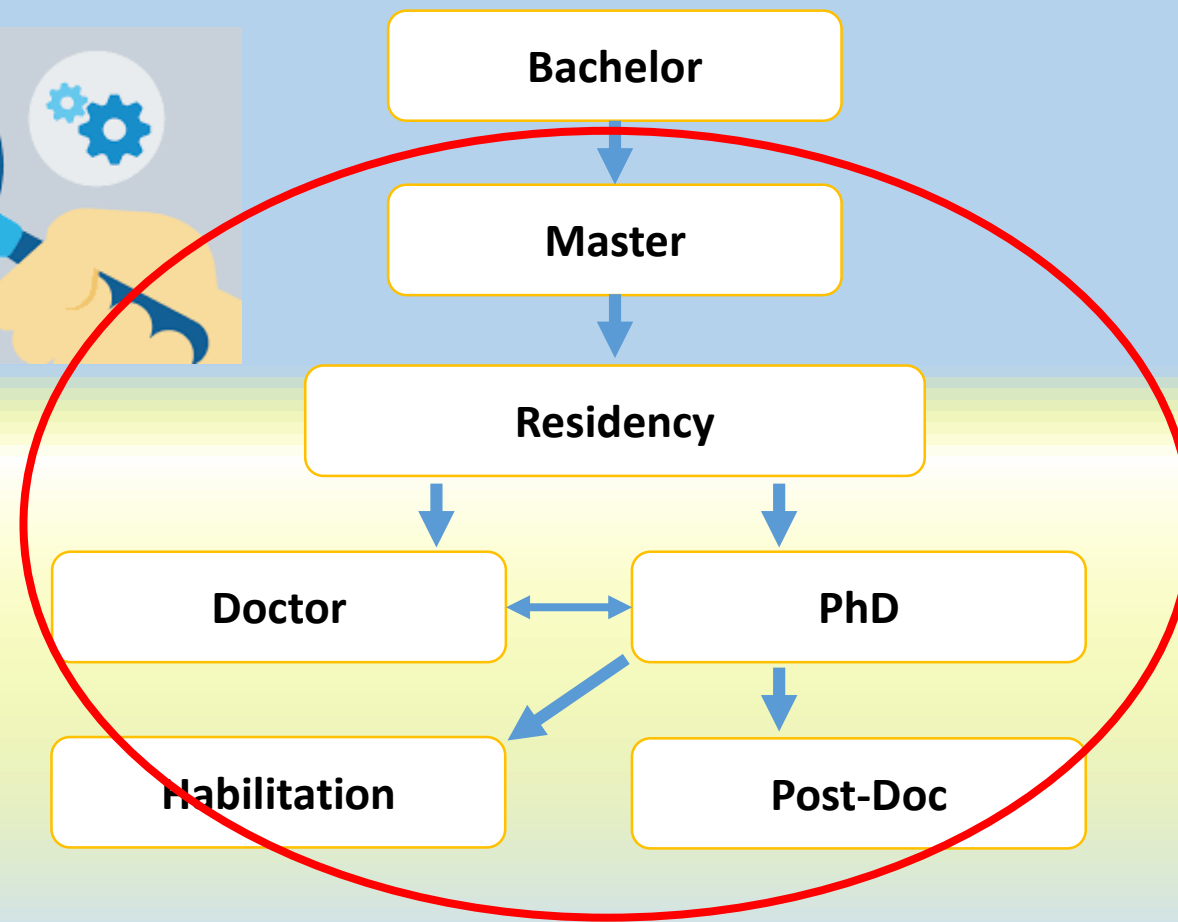 Bachelor
Master
Residency
Doctor
PhD
Habilitation
Post-Doc